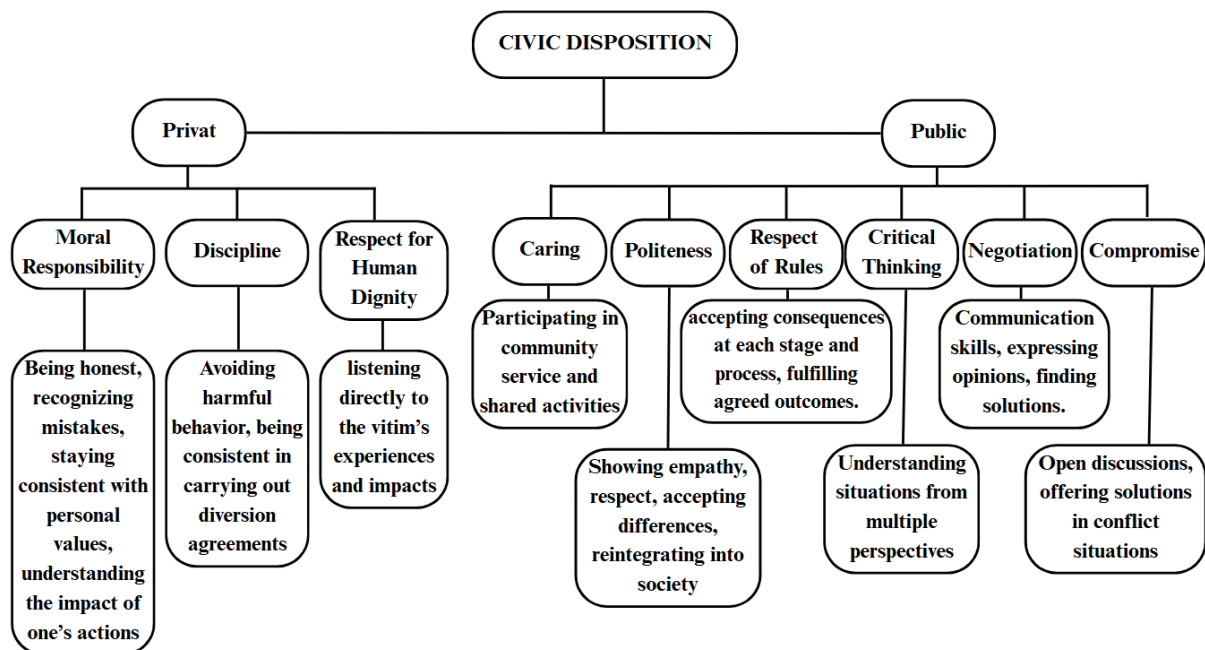 CIVIC DISPOSITION
Privat
Public
Moral
Responsibility
Discipline
Respect for
Human
Dignity
Caring
Politeness
Respect
of Rules
Critical
Thinking
Negotiation
Compromise
Being honest,
recognizing
mistakes,
staying
consistent with
personal
values,
understanding
the impact of
one's actions
Avoiding
harmful
behavior, being
consistent in
carrying out
diversion
agreements
listening
directly to
the vitim's
experiences
and impacts
Participating in
community
service and
shared activities
Showing empathy,
respect, accepting
differences,
reintegrating into
society
accepting consequences
at each stage and
process, fulfilling
agreed outcomes.
Understanding
situations from
multiple
perspectives
Communication
skills, expressing
opinions, finding
solutions.
Open discussions,
offering solutions
in conflict
situations